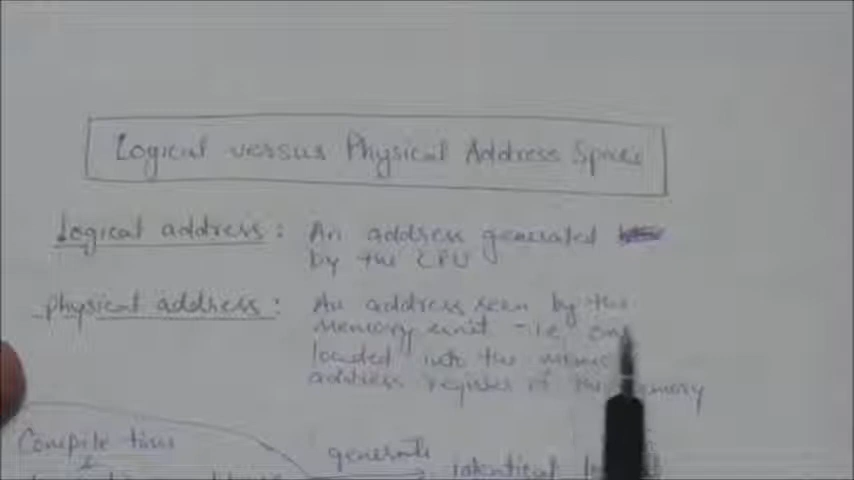 Logical versus Physical Address Space
Logical address : An address generated
by the CPU
physical address : An address seen by the
memory unit - i.e. one
loaded into the
address register of the memory
Compile time
generate
identical